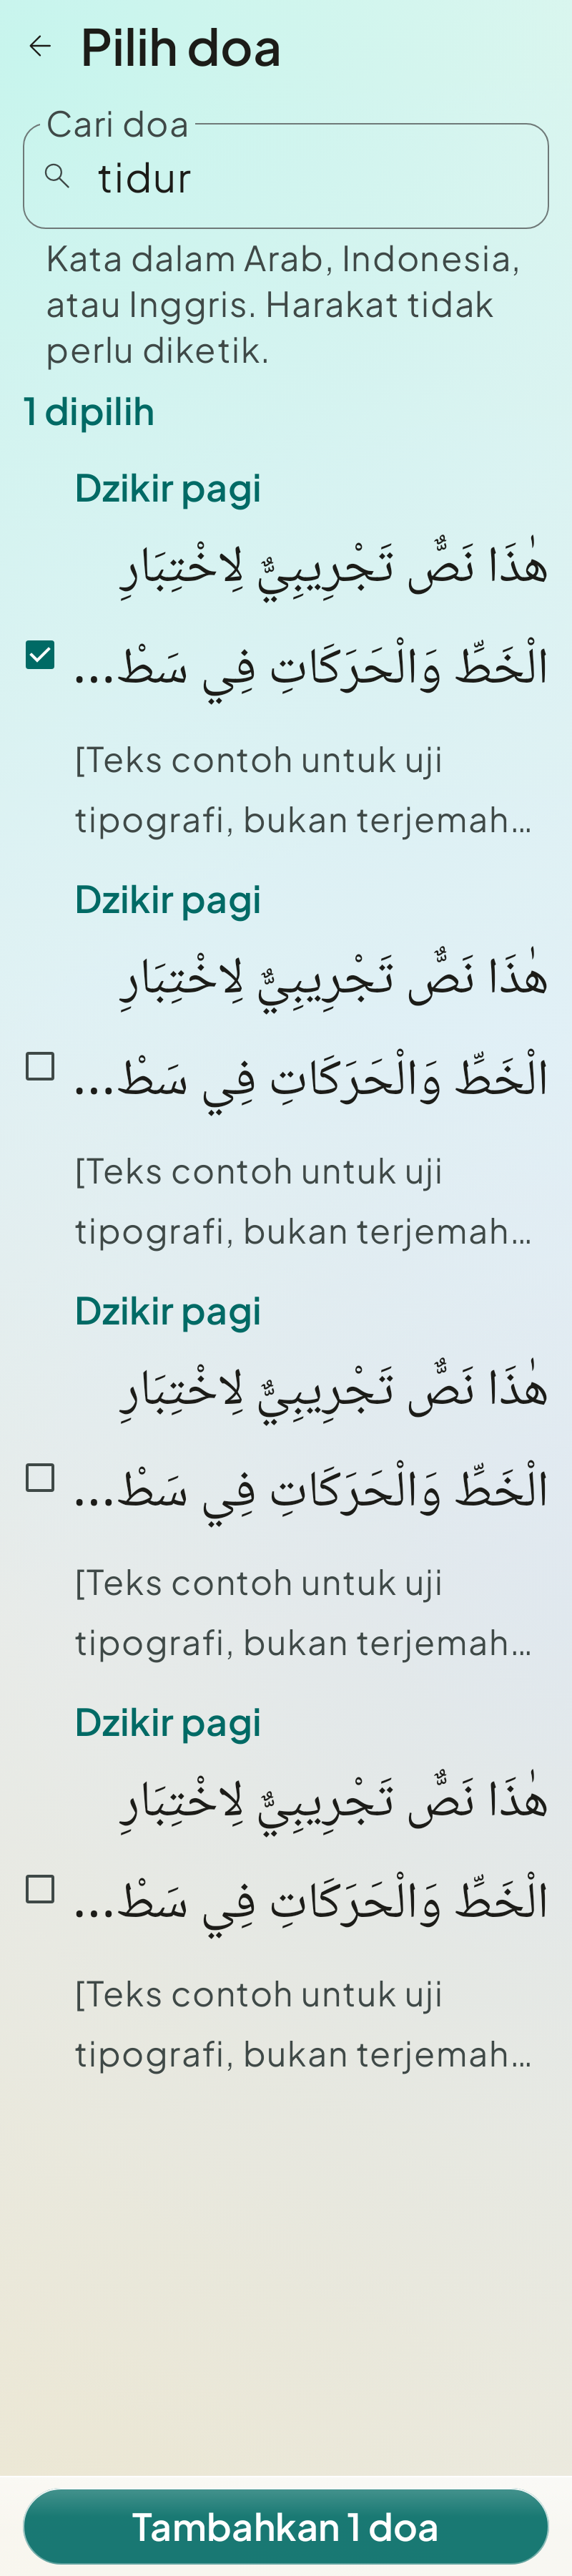 Pilih doa
Cari doa
tidur
Kata dalam Arab, Indonesia,
atau Inggris. Harakat tidak
perlu diketik.
1 dipilih
Dzikir pagi
هٰذَا نَصٌّ تَجْرِيبِيٌّ لِاخْتِبَارِ
الْخَطِّ وَالْحَرَكَاتِ فِي سَطْ...
[Teks contoh untuk uji
tipografi, bukan terjemah...
Dzikir pagi
هٰذَا نَصٌّ تَجْرِيبِيٌّ لِاخْتِبَارِ
الْخَطِّ وَالْحَرَكَاتِ فِي سَطْ...
[Teks contoh untuk uji
tipografi, bukan terjemah...
Dzikir pagi
هٰذَا نَصٌّ تَجْرِيبِيٌّ لِاخْتِبَارِ
الْخَطِّ وَالْحَرَكَاتِ فِي سَطْ...
[Teks contoh untuk uji
tipografi, bukan terjemah...
Dzikir pagi
هٰذَا نَصٌّ تَجْرِيبِيٌّ لِاخْتِبَارِ
الْخَطِّ وَالْحَرَكَاتِ فِي سَطْ...
[Teks contoh untuk uji
tipografi, bukan terjemah...
Tambahkan 1 doa